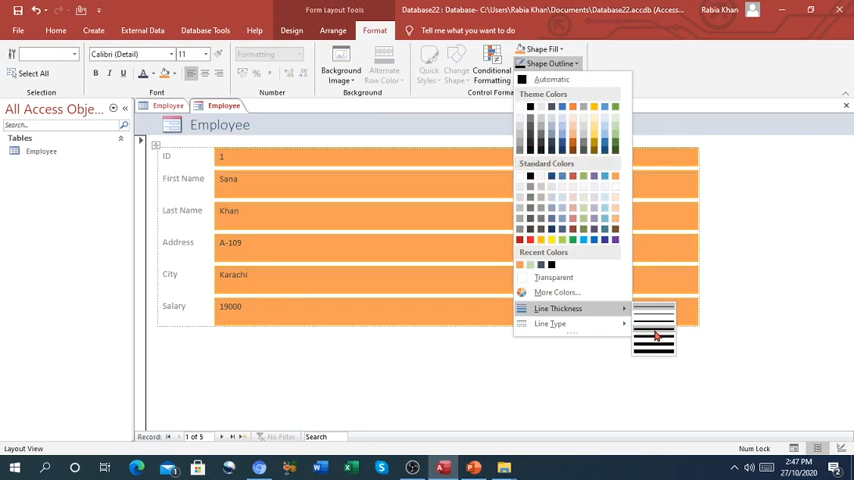 Form Layout Tools
Database22 : Database- C:\Users\Rabia Khan\Documents\Database22.accdb (Access...
Rabia Khan
File Home Create External Data Database Tools Design Arrange Format Tell me what you want to do
Calibri (Detail) 11
Select All
B I U
Selection
Font
Formatting
Number
Background Image
Alternate Row Color
Background
Quick Styles
Change Shape
Conditional Formatting
Shape Fill
Shape Outline
Control Form
Automatic
Theme Colors
Standard Colors
Recent Colors
Transparent
More Colors...
Line Thickness
Line Type
All Access Obje...
Search...
Tables
Employee
Employee Employee
Employee
ID 1
First Name Sana
Last Name Khan
Address A-109
City Karachi
Salary 19000
Record: 1 of 5 No Filter Search
Layout View
Num Lock
2:47 PM
27/10/2020